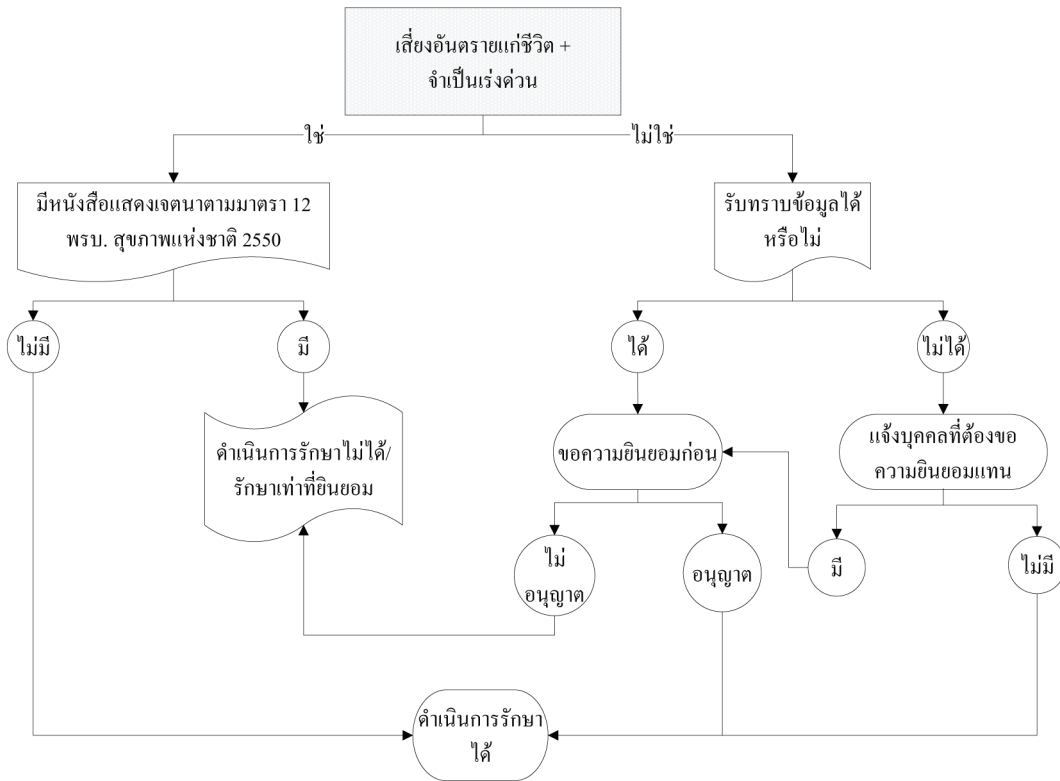 เสี่ยงอันตรายแก่ชีวิต +
จำเป็นเร่งด่วน
ใช่
ไม่ใช่
มีหนังสือแสดงเจตนาตามมาตรา 12
พรบ. สุขภาพแห่งชาติ 2550
รับทราบข้อมูลได้
หรือไม่
ไม่มี
มี
ได้
ไม่ได้
ดำเนินการรักษาไม่ได้/
รักษาเท่าที่ยินยอม
ขอความยินยอมก่อน
แจ้งบุคคลที่ต้องขอ
ความยินยอมแทน
ไม่
อนุญาต
อนุญาต
มี
ไม่มี
ดำเนินการรักษา
ได้